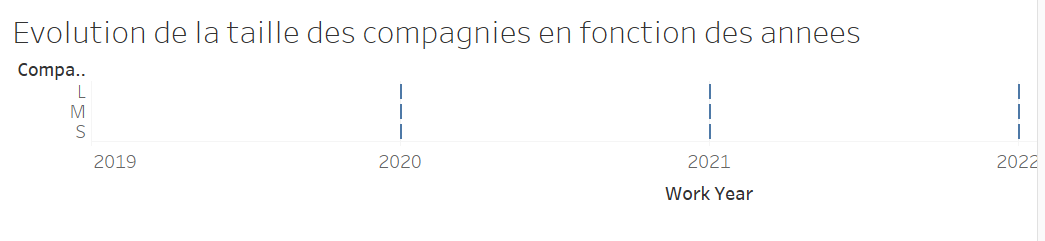 Evolution de la taille des compagnies en fonction des annees
Compa..
L
M
S
2019 2020 2021 2022
Work Year